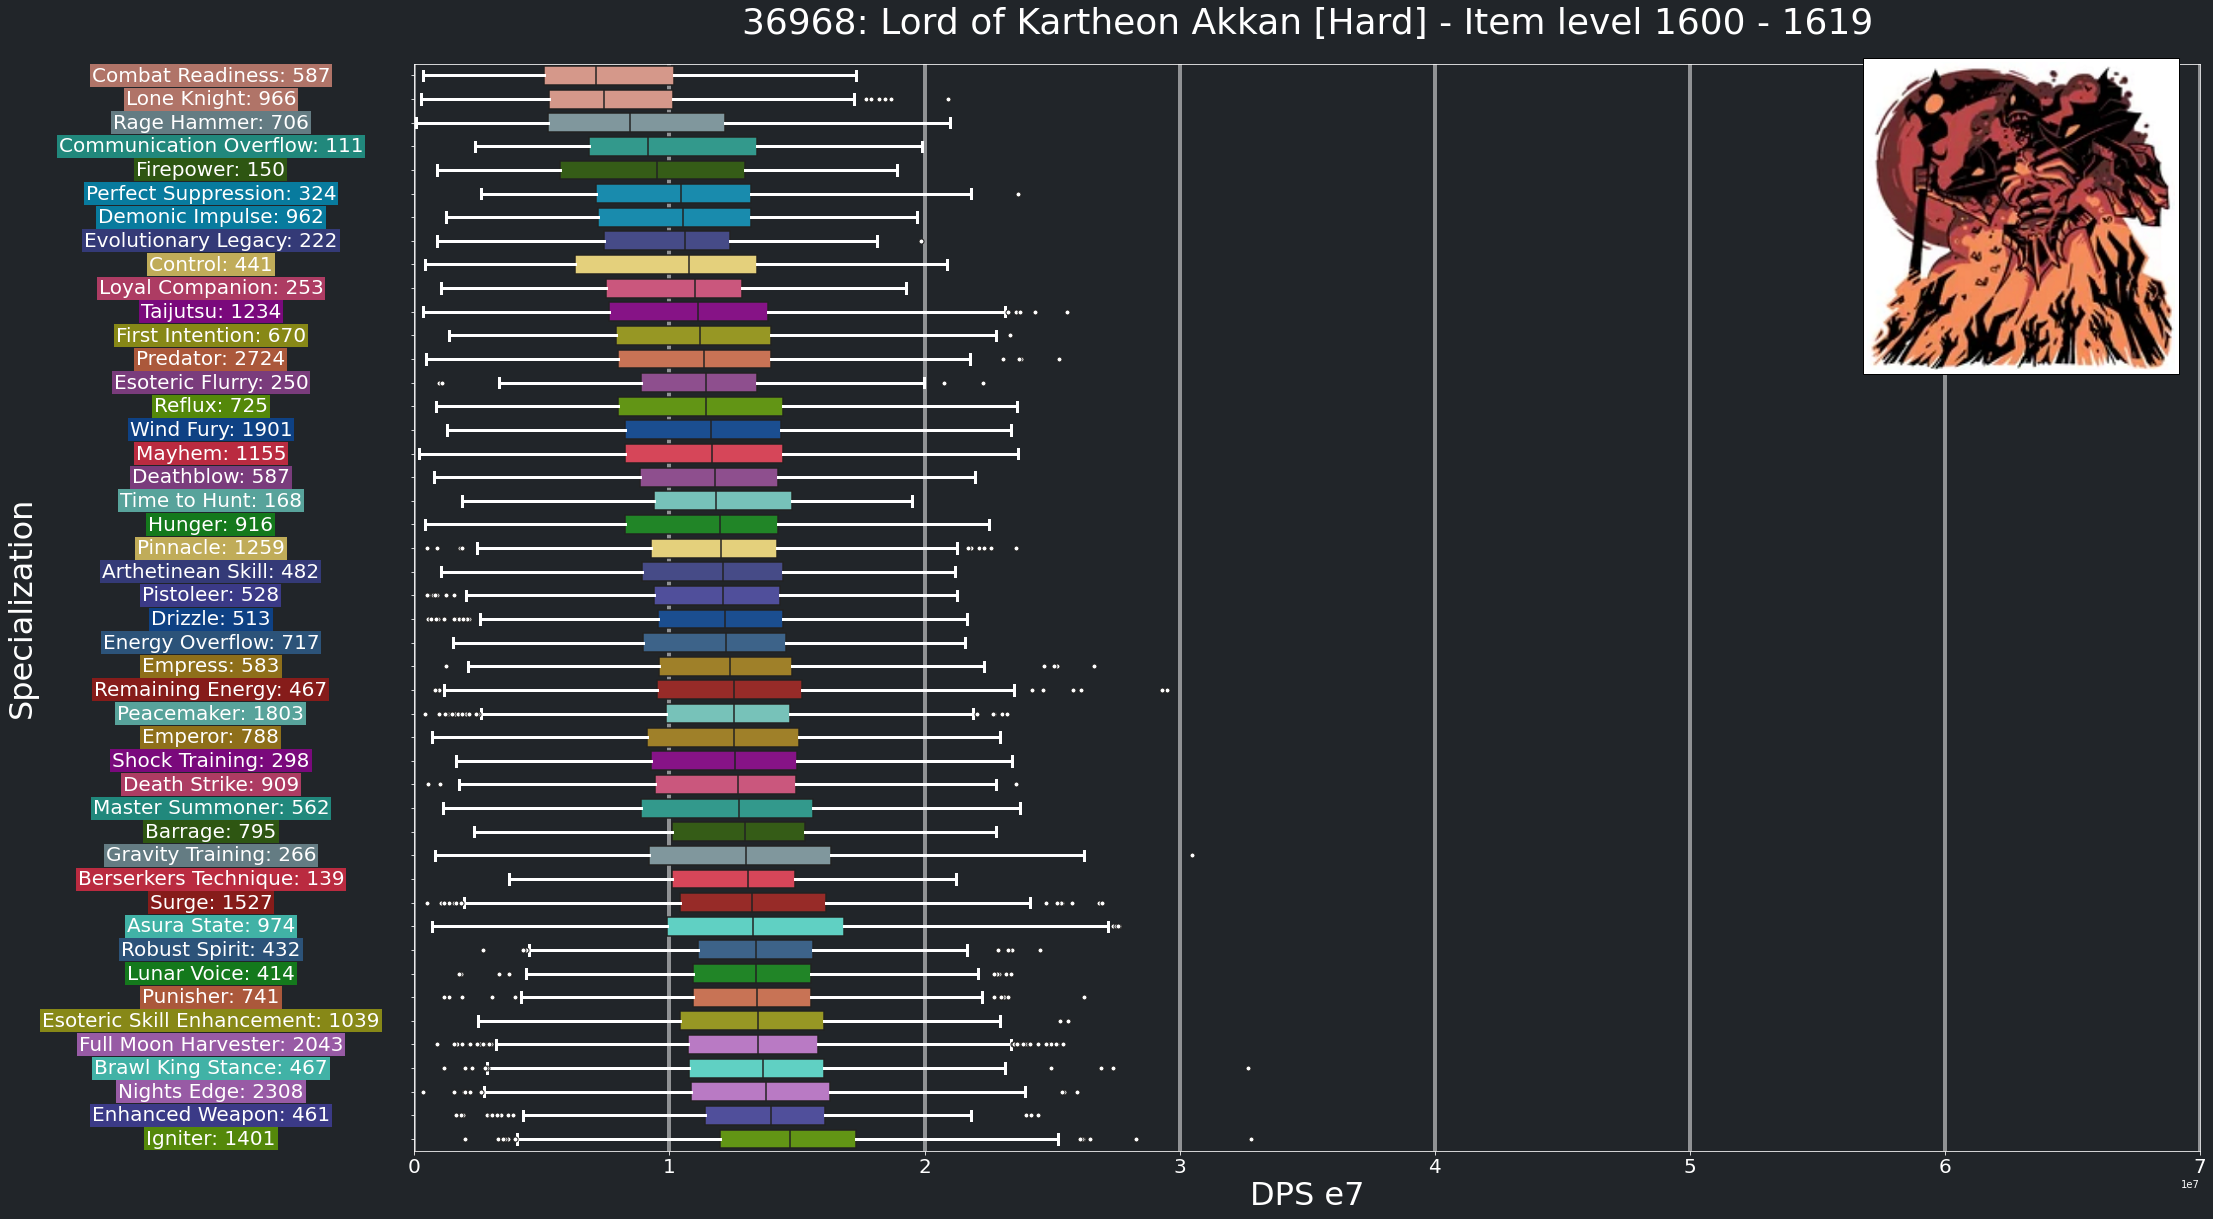 36968: Lord of Kartheon Akkan [Hard] - Item level 1600 - 1619
Specialization
Combat Readiness: 587
Lone Knight: 966
Rage Hammer: 706
Communication Overflow: 111
Firepower: 150
Perfect Suppression: 324
Demonic Impulse: 962
Evolutionary Legacy: 222
Control: 441
Loyal Companion: 253
Taijutsu: 1234
First Intention: 670
Predator: 2724
Esoteric Flurry: 250
Reflux: 725
Wind Fury: 1901
Mayhem: 1155
Deathblow: 587
Time to Hunt: 168
Hunger: 916
Pinnacle: 1259
Arthetinean Skill: 482
Pistoleer: 528
Drizzle: 513
Energy Overflow: 717
Empress: 583
Remaining Energy: 467
Peacemaker: 1803
Emperor: 788
Shock Training: 298
Death Strike: 909
Master Summoner: 562
Barrage: 795
Gravity Training: 266
Berserkers Technique: 139
Surge: 1527
Asura State: 974
Robust Spirit: 432
Lunar Voice: 414
Punisher: 741
Esoteric Skill Enhancement: 1039
Full Moon Harvester: 2043
Brawl King Stance: 467
Nights Edge: 2308
Enhanced Weapon: 461
Igniter: 1401
0 1 2 3 4 5 6 7
1e7
DPS e7